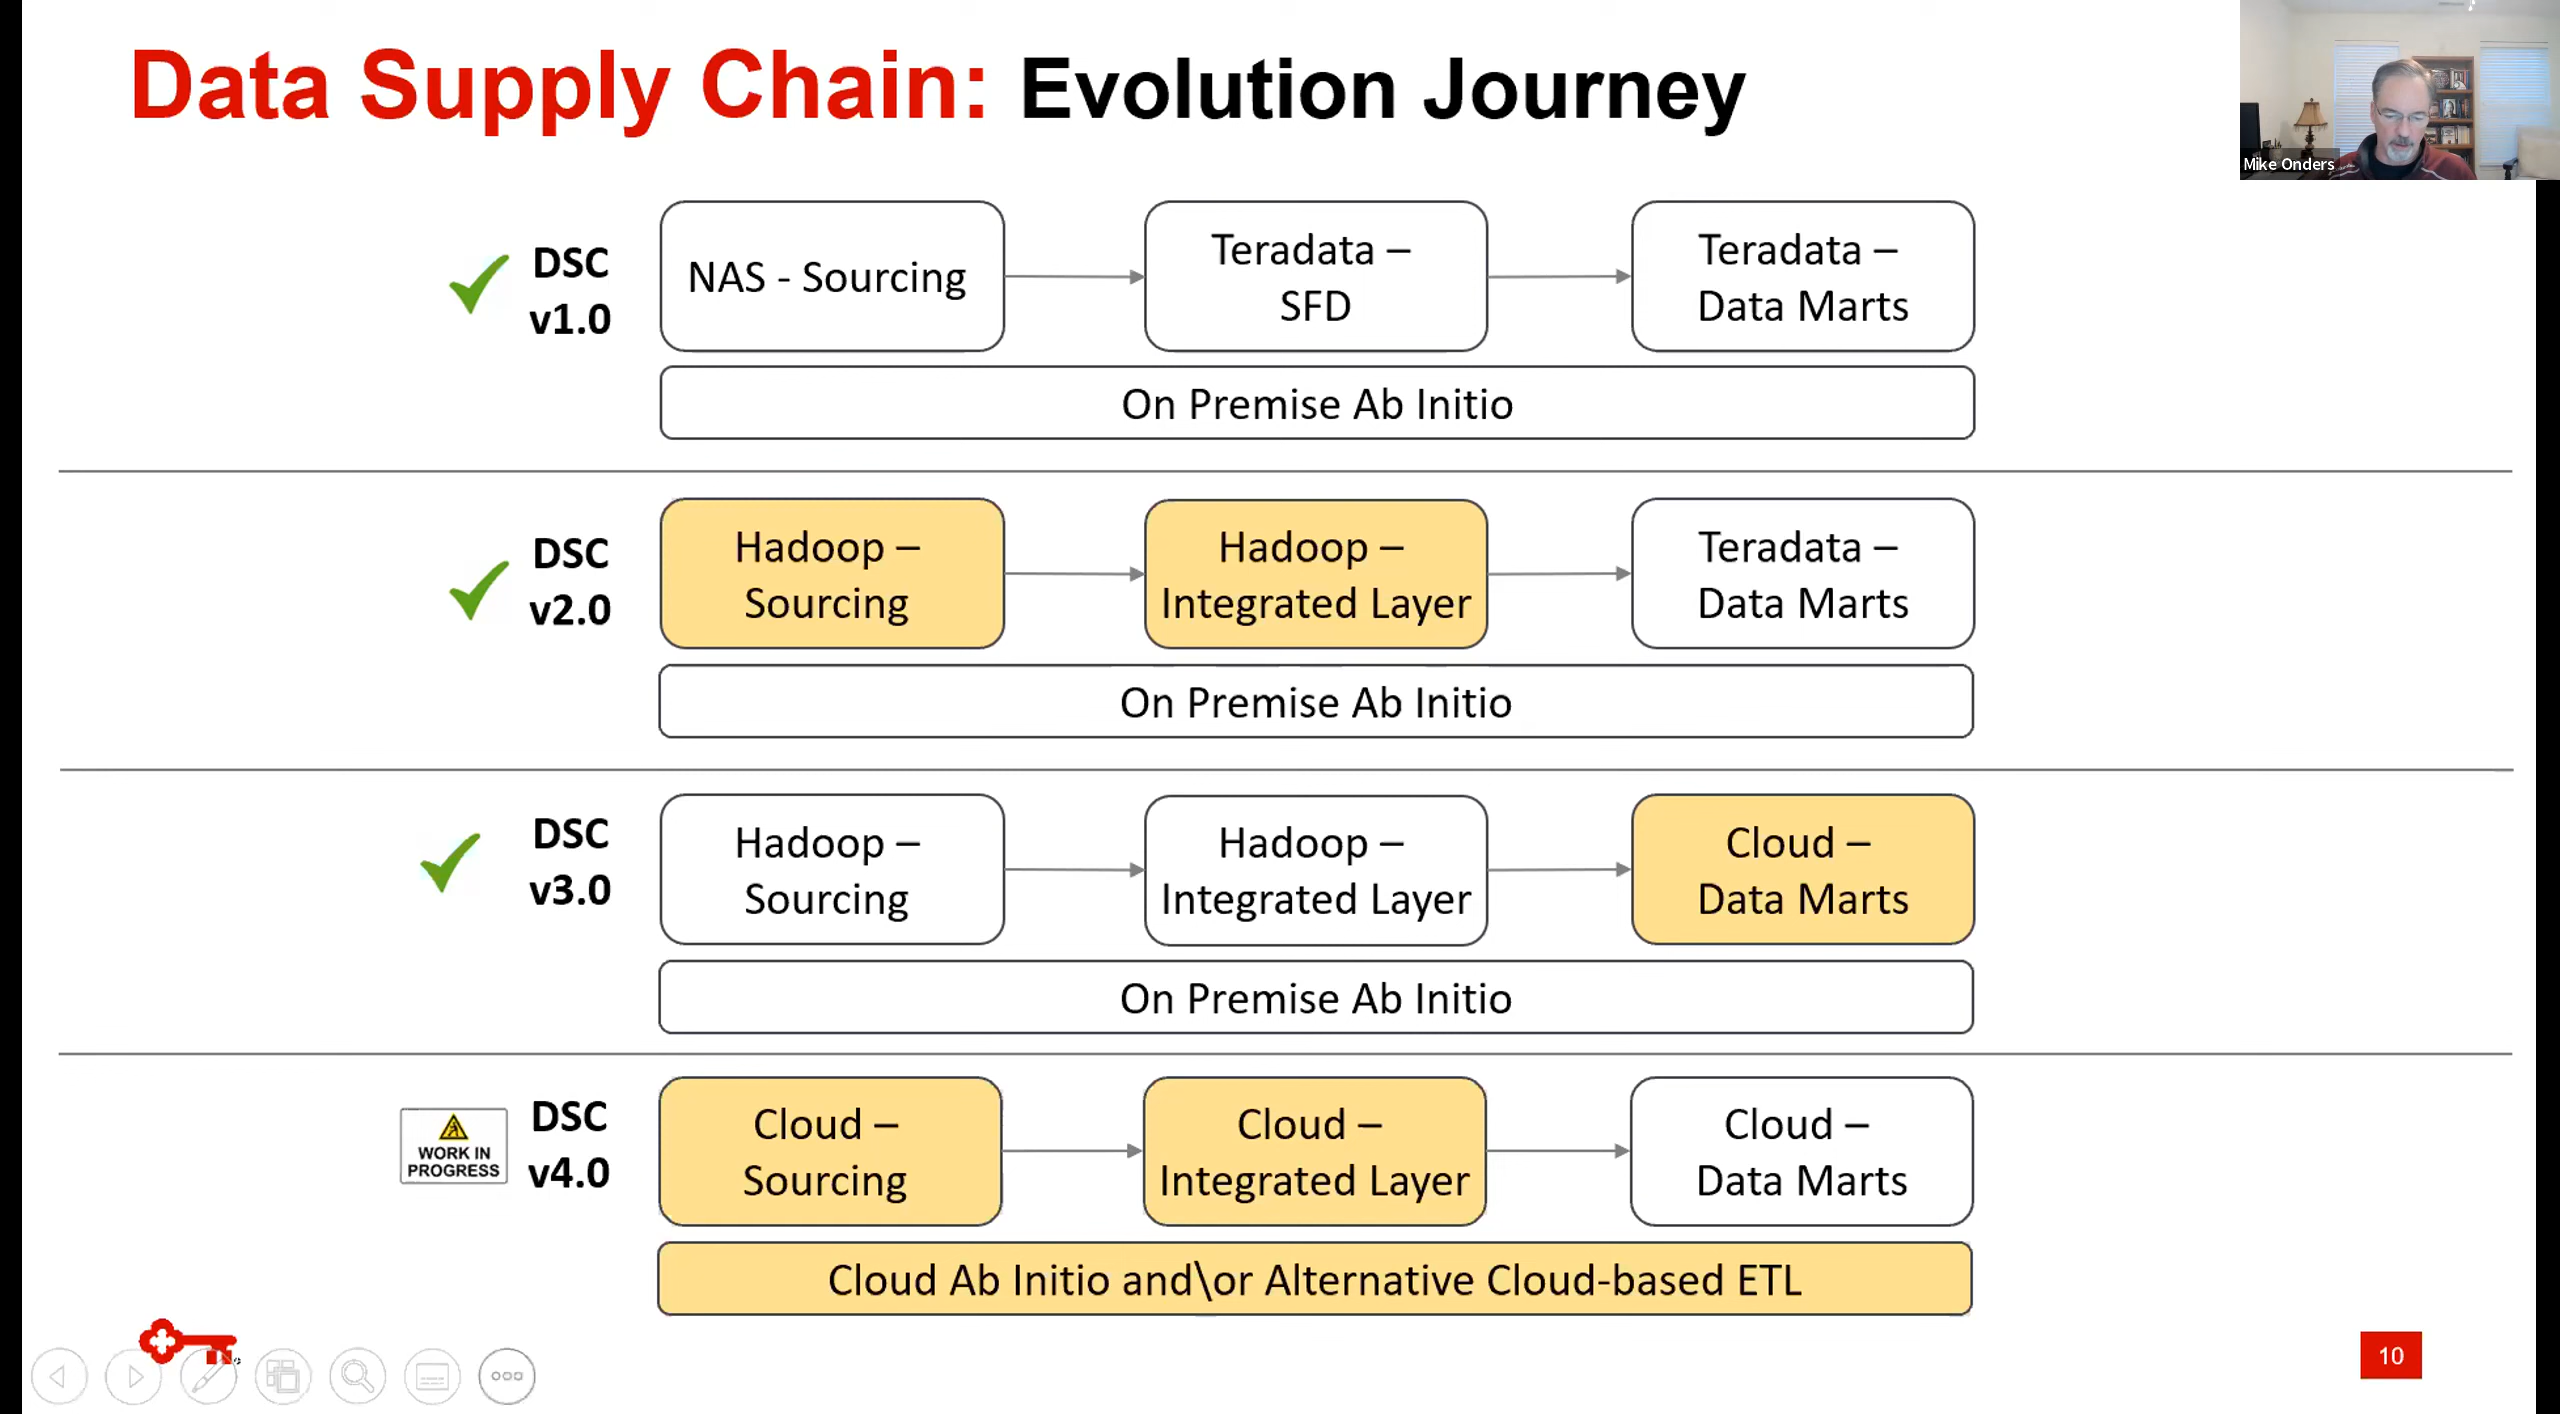 Data Supply Chain: Evolution Journey
Mike Onders
DSC
v1.0
NAS - Sourcing
Teradata –
SFD
Teradata –
Data Marts
On Premise Ab Initio
DSC
v2.0
Hadoop –
Sourcing
Hadoop –
Integrated Layer
Teradata –
Data Marts
On Premise Ab Initio
DSC
v3.0
Hadoop –
Sourcing
Hadoop –
Integrated Layer
Cloud –
Data Marts
On Premise Ab Initio
WORK IN
PROGRESS
DSC
v4.0
Cloud –
Sourcing
Cloud –
Integrated Layer
Cloud –
Data Marts
Cloud Ab Initio and\or Alternative Cloud-based ETL
10